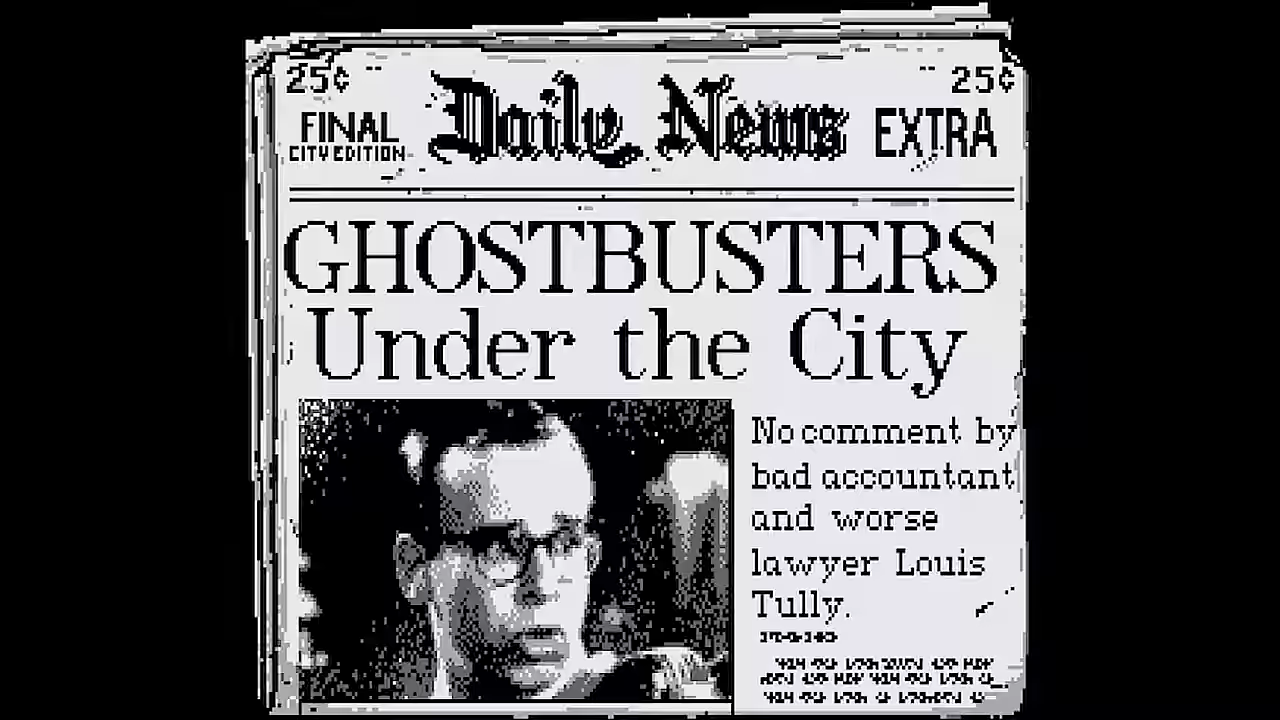 25¢ 25¢
FINAL Daily News EXTRA
CITY EDITION
GHOSTBUSTERS
Under the City
No comment by
bad accountant
and worse
lawyer Louis
Tully.